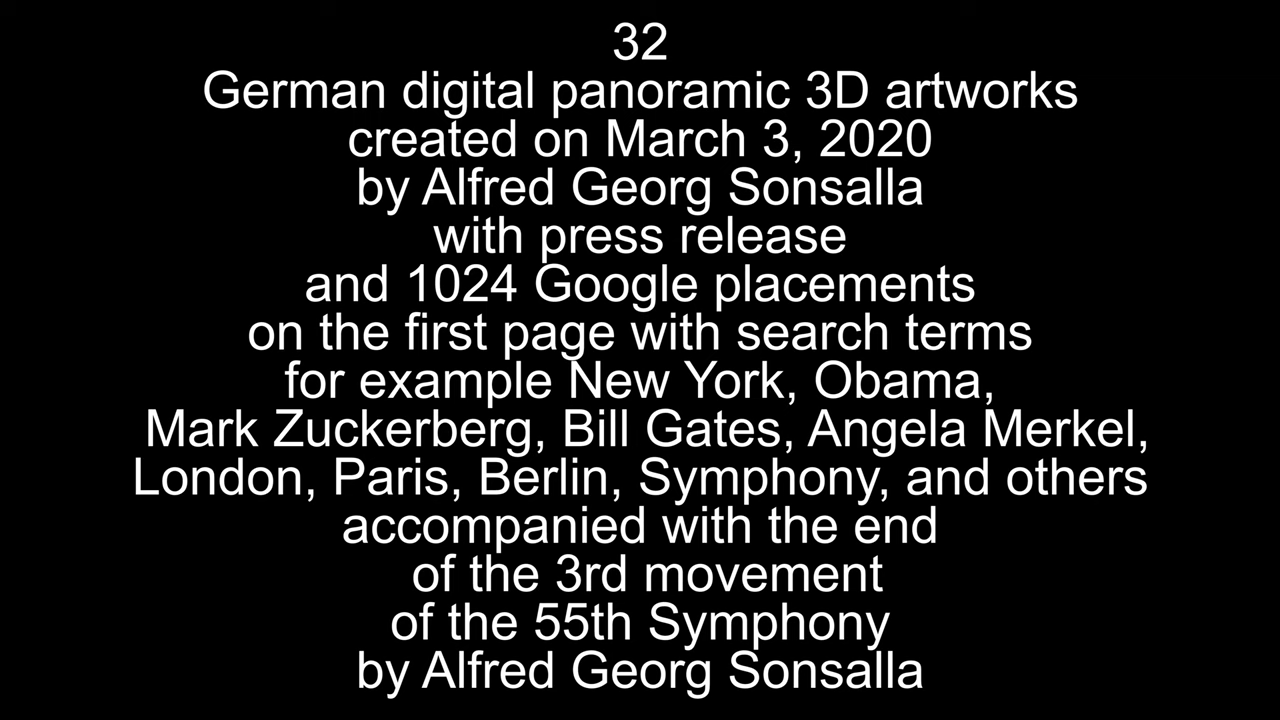 32
German digital panoramic 3D artworks
created on March 3, 2020
by Alfred Georg Sonsalla
with press release
and 1024 Google placements
on the first page with search terms
for example New York, Obama,
Mark Zuckerberg, Bill Gates, Angela Merkel,
London, Paris, Berlin, Symphony, and others
accompanied with the end
of the 3rd movement
of the 55th Symphony
by Alfred Georg Sonsalla